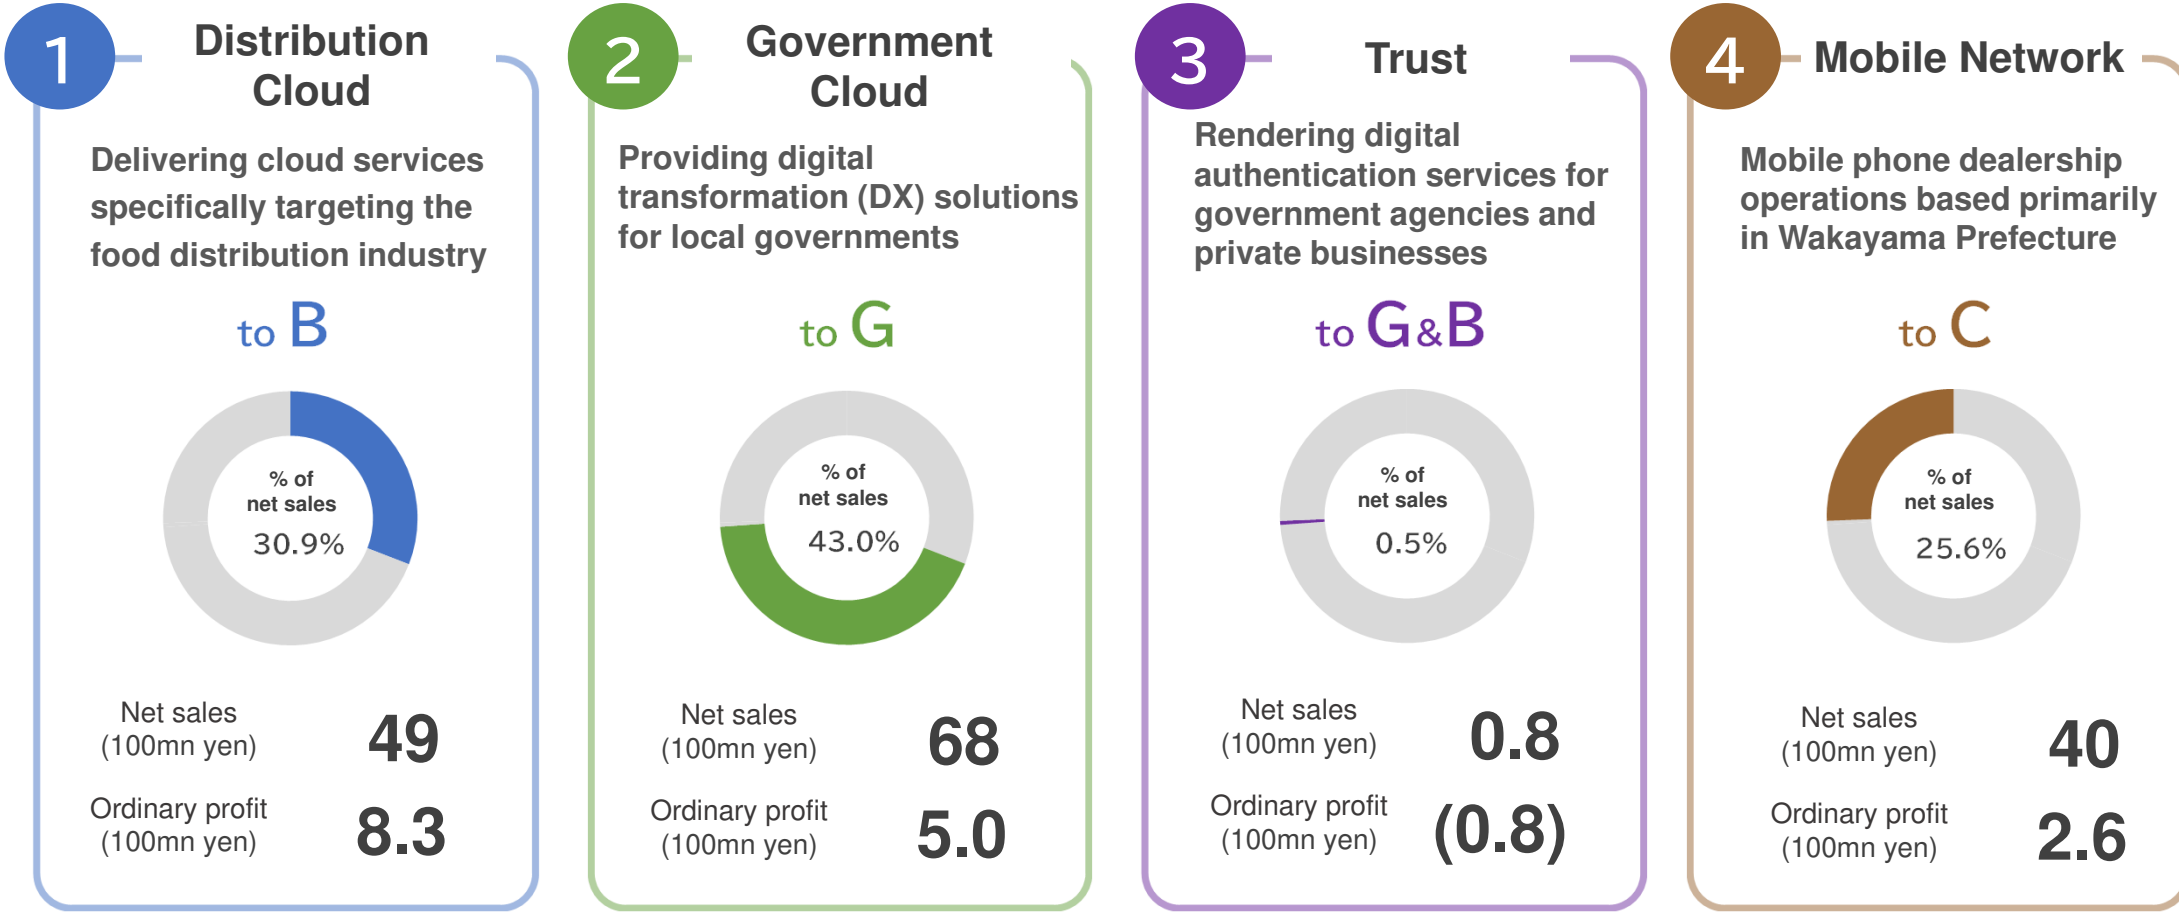 1
Distribution
Cloud
Delivering cloud services
specifically targeting the
food distribution industry
to B
% of
net sales
30.9%
Net sales
(100mn yen)
49
Ordinary profit
(100mn yen)
8.3
2
Government
Cloud
Providing digital
transformation (DX) solutions
for local governments
to G
% of
net sales
43.0%
Net sales
(100mn yen)
68
Ordinary profit
(100mn yen)
5.0
3
Trust
Rendering digital
authentication services for
government agencies and
private businesses
to G&B
% of
net sales
0.5%
Net sales
(100mn yen)
0.8
Ordinary profit
(100mn yen)
(0.8)
4
Mobile Network
Mobile phone dealership
operations based primarily
in Wakayama Prefecture
to C
% of
net sales
25.6%
Net sales
(100mn yen)
40
Ordinary profit
(100mn yen)
2.6